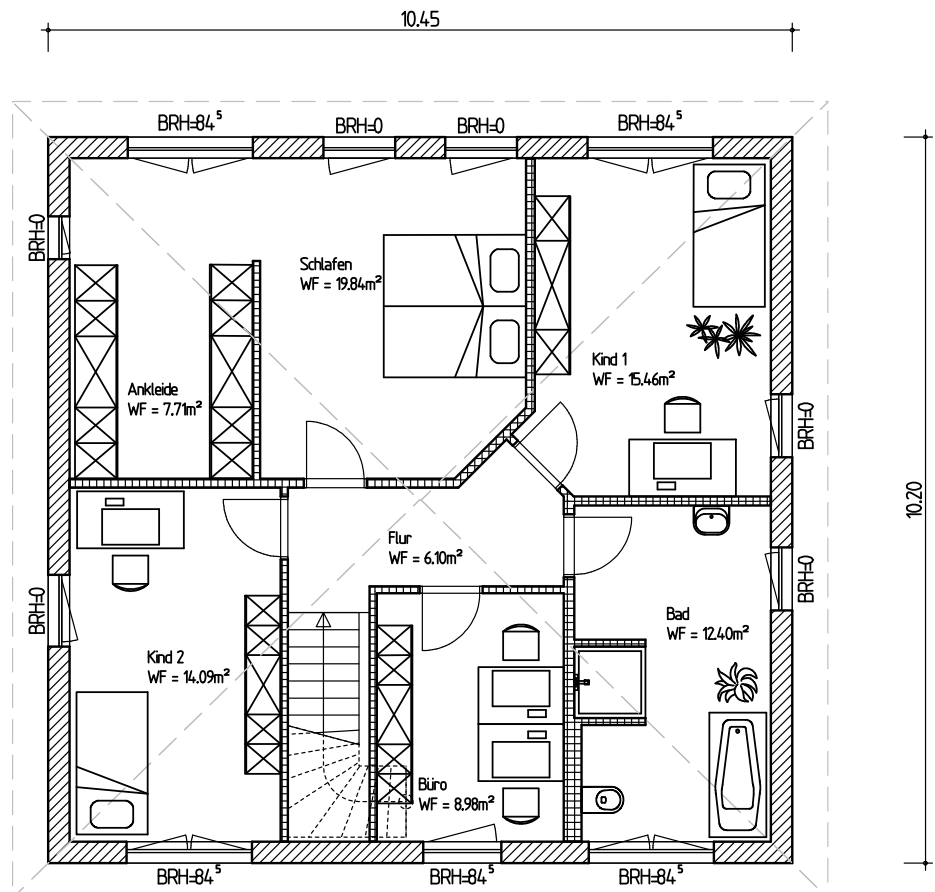 10.45
BRH=84⁵
BRH=0
BRH=0
BRH=84⁵
BRH=0
Schlafen
WF = 19.84m²
Kind 1
WF = 15.46m²
Ankleide
WF = 7.71m²
BRH=0
10.20
Flur
WF = 6.10m²
BRH=0
BRH=0
Bad
WF = 12.40m²
Kind 2
WF = 14.09m²
Büro
WF = 8.98m²
BRH=84⁵
BRH=84⁵
BRH=84⁵